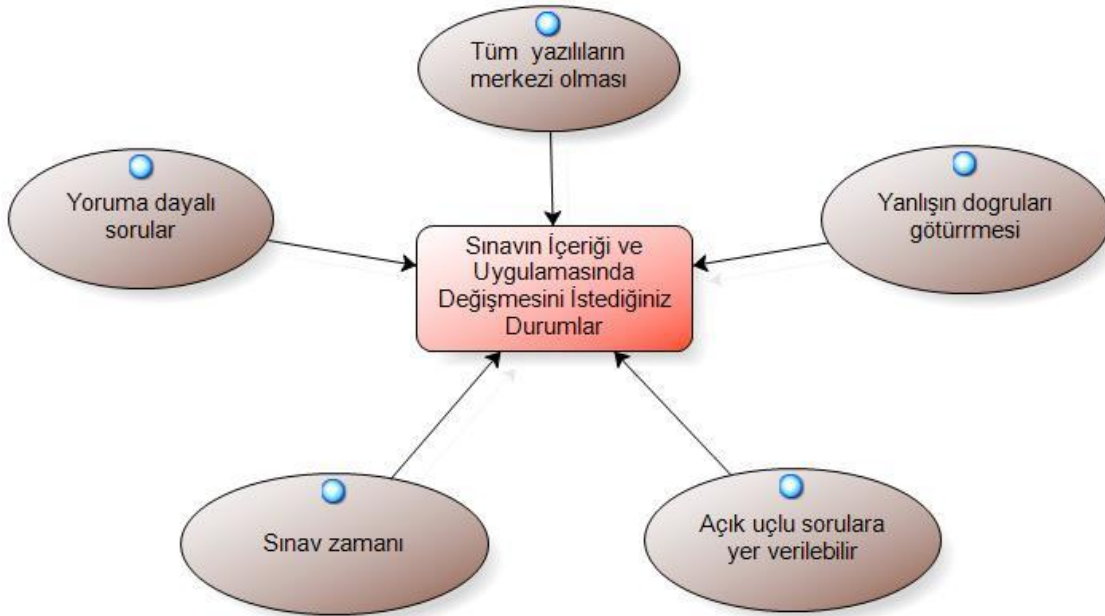 Tüm  yazılıların
merkezi olması
Yoruma dayalı
sorular
Yanlışın dogruları
götürrmesi
Sınavın İçeriği ve
Uygulamasında
Değişmesini İstediğiniz
Durumlar
Sınav zamanı
Açık uçlu sorulara
yer verilebilir